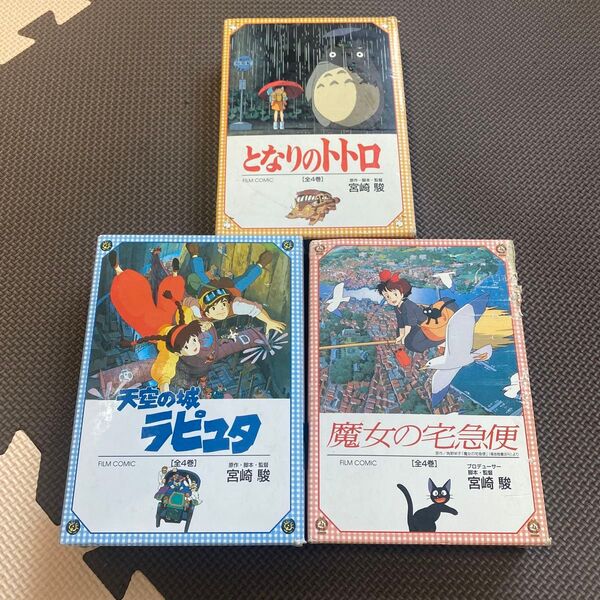 となりのトトロ
FILM COMIC
[全4巻]
原作・脚本・監督
宮崎 駿
天空の城
ラピュタ
FILM COMIC
[全4巻]
原作・脚本・監督
宮崎 駿
魔女の宅急便
FILM COMIC
[全4巻]
プロデューサー
脚本・監督
宮崎 駿